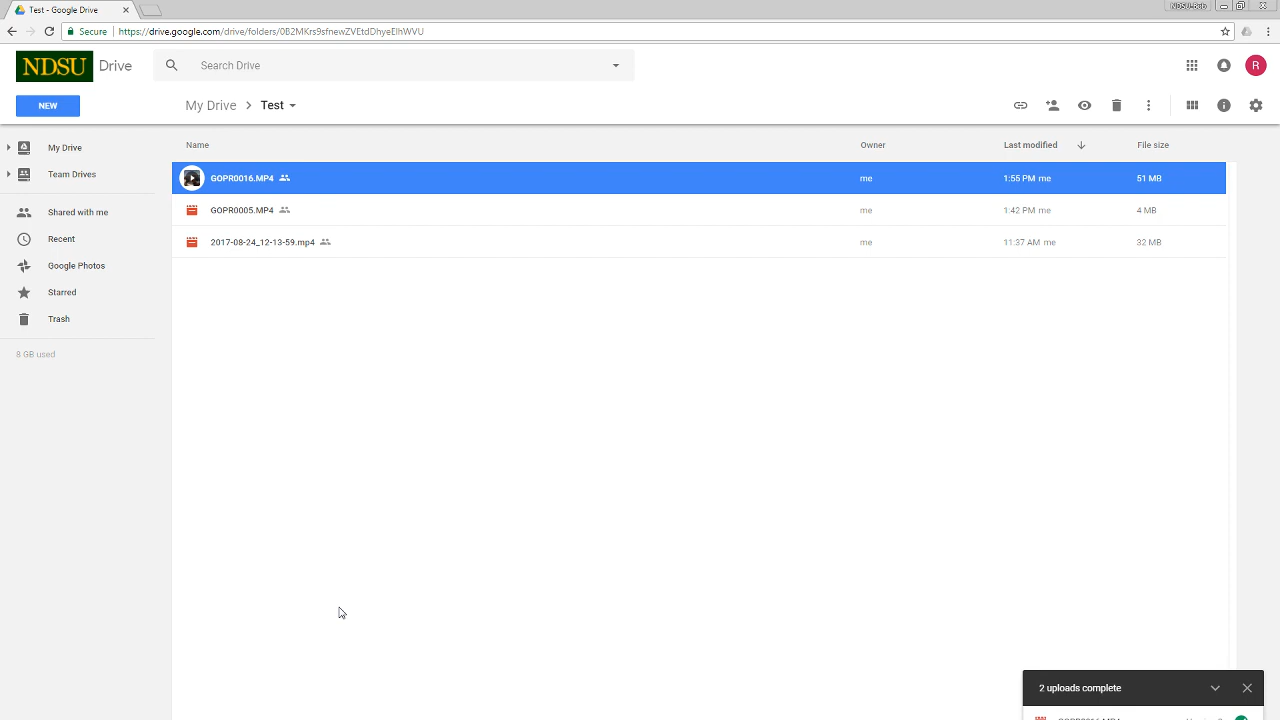 Test - Google Drive
Secure https://drive.google.com/drive/folders/0B2MKrs9sfnewZVEtdDhyeElhWVU
NDSU Drive Search Drive R
NEW My Drive Test
Name Owner Last modified File size
My Drive
Team Drives
Shared with me
Recent
Google Photos
Starred
Trash
8 GB used
GOPR0016.MP4 me 1:55 PM me 51 MB
GOPR0005.MP4 me 1:42 PM me 4 MB
2017-08-24_12-13-59.mp4 me 11:37 AM me 32 MB
2 uploads complete
GOPR0016.MP4